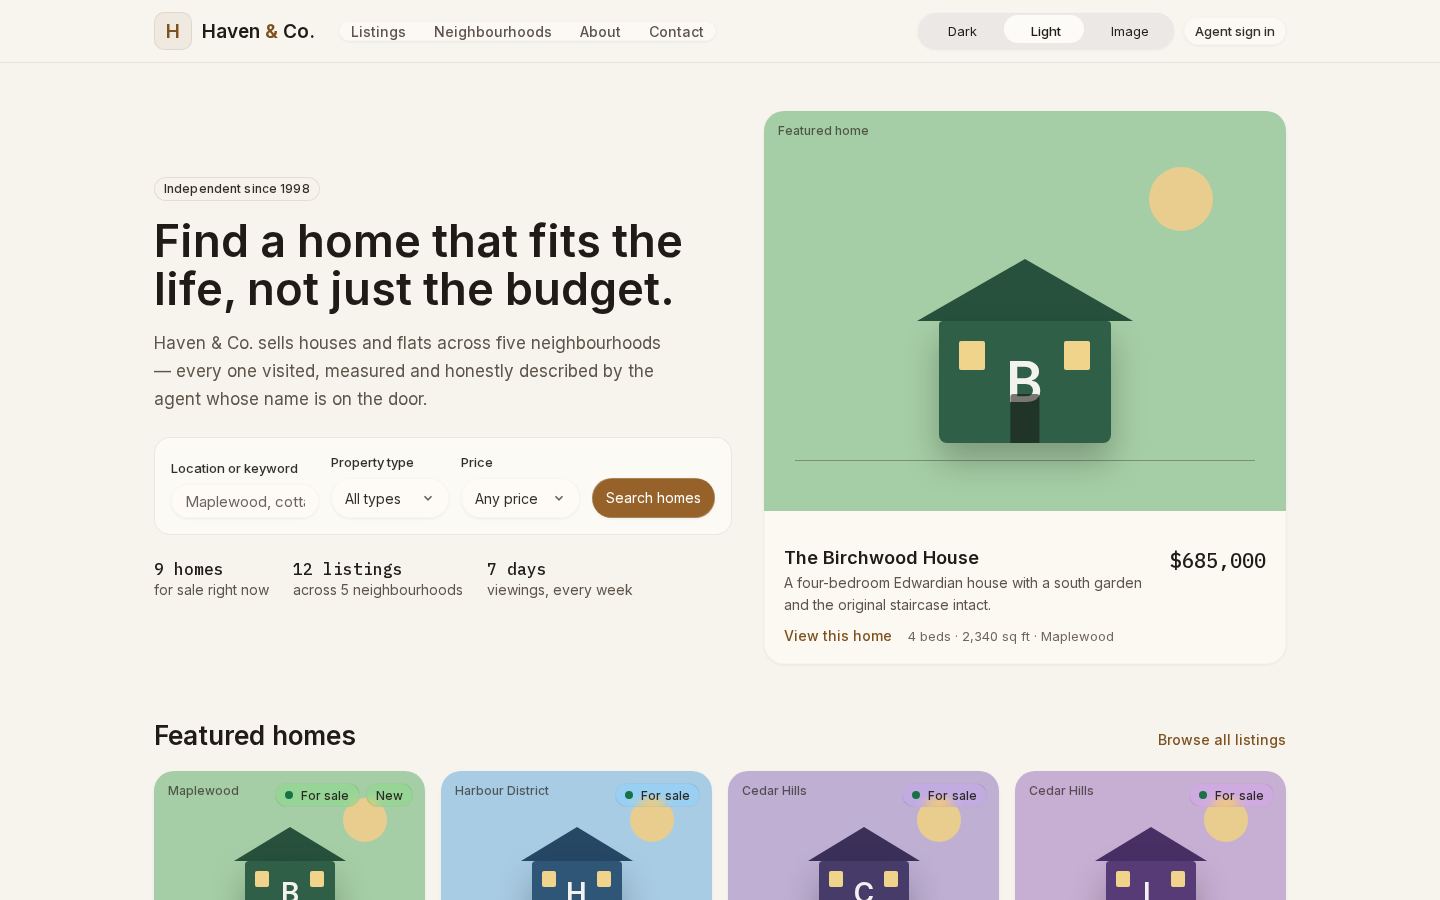 H
Haven & Co.
Listings
Neighbourhoods
About
Contact
Dark
Light
Image
Agent sign in
Independent since 1998
Find a home that fits the
life, not just the budget.
Haven & Co. sells houses and flats across five neighbourhoods
— every one visited, measured and honestly described by the
agent whose name is on the door.
Location or keyword
Property type
Price
All types
Any price
Search homes
Maplewood,
9 homes
for sale right now
12 listings
across 5 neighbourhoods
7 days
viewings, every week
Featured home
B
The Birchwood House
$685,000
A four-bedroom Edwardian house with a south garden
and the original staircase intact.
View this home
4 beds · 2,340 sq ft · Maplewood
Featured homes
Browse all listings
Maplewood
For sale
New
B
Harbour District
For sale
H
Cedar Hills
For sale
C
Cedar Hills
For sale